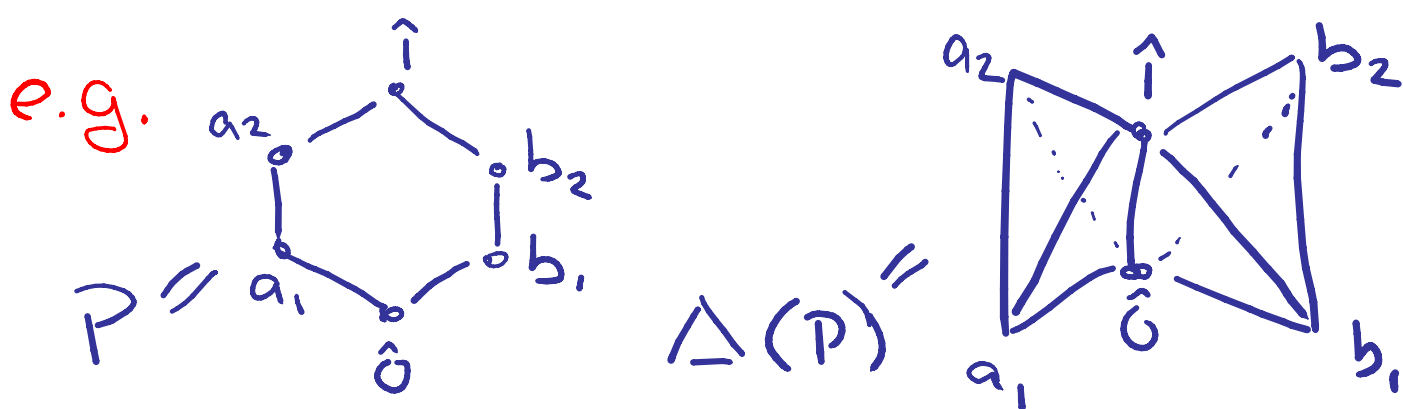 e.g.
P =
1̂
a₂
b₂
a₁
b₁
0̂
Δ(P) =
a₂
1̂
b₂
a₁
0̂
b₁